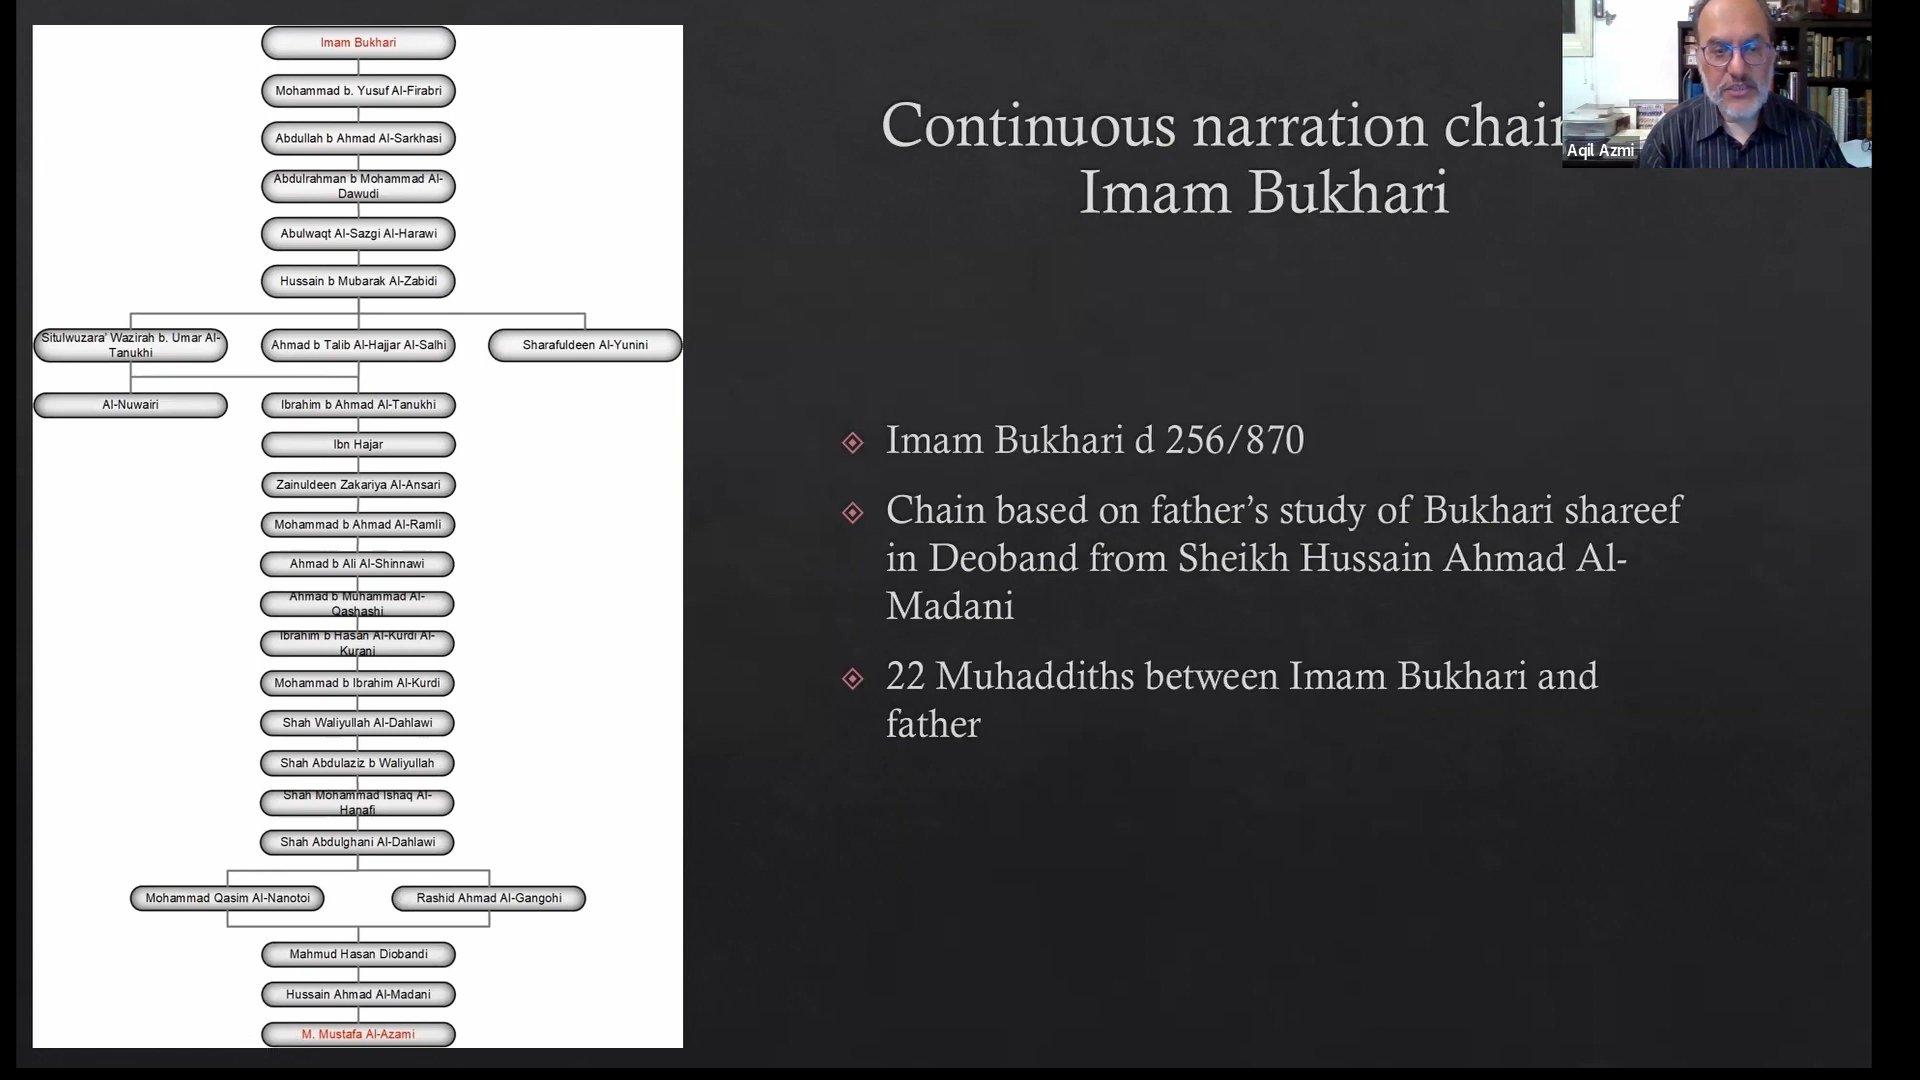 Imam Bukhari
Mohammad b. Yusuf Al-Firabri
Abdullah b Ahmad Al-Sarkhasi
Abdulrahman b Mohammad Al-
Dawudi
Abulwaqt Al-Sazgi Al-Harawi
Hussain b Mubarak Al-Zabidi
Situlwuzara' Wazirah b. Umar Al-
Tanukhi
Ahmad b Talib Al-Hajjar Al-Salhi
Sharafuldeen Al-Yunini
Al-Nuwairi
Ibrahim b Ahmad Al-Tanukhi
Ibn Hajar
Zainuldeen Zakariya Al-Ansari
Mohammad b Ahmad Al-Ramli
Ahmad b Ali Al-Shinnawi
Ahmad b Muhammad Al-
Qashashi
Ibrahim b Hasan Al-Kurdi Al-
Kurani
Mohammad b Ibrahim Al-Kurdi
Shah Waliyullah Al-Dahlawi
Shah Abdulaziz b Waliyullah
Shah Mohammad Ishaq Al-
Hanafi
Shah Abdulghani Al-Dahlawi
Mohammad Qasim Al-Nanotoi
Rashid Ahmad Al-Gangohi
Mahmud Hasan Diobandi
Hussain Ahmad Al-Madani
M. Mustafa Al-Azami
Continuous narration chain
Imam Bukhari
Imam Bukhari d 256/870
Chain based on father’s study of Bukhari shareef
in Deoband from Sheikh Hussain Ahmad Al-
Madani
22 Muhaddiths between Imam Bukhari and
father
Aqil Azmi